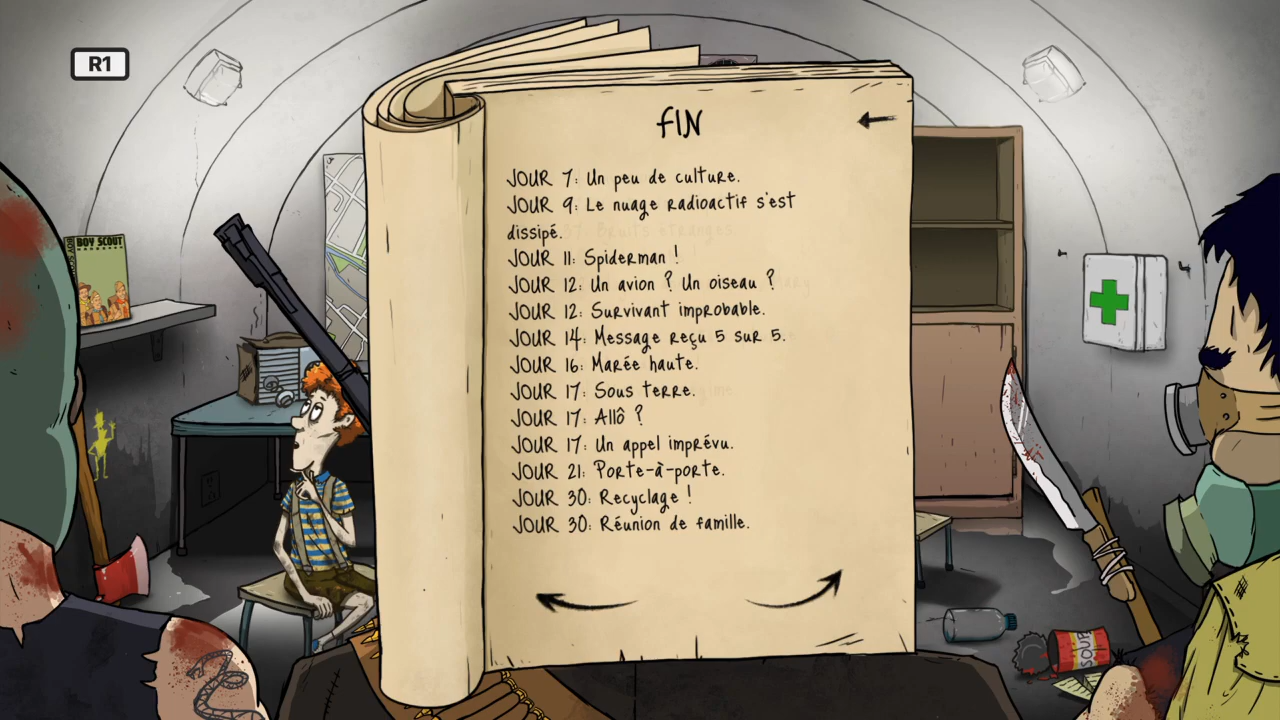 R1
FIN
JOUR 7: Un peu de culture.
JOUR 9: Le nuage radioactif s'est
dissipé.
JOUR 11: Spiderman !
JOUR 12: Un avion ? Un oiseau ?
JOUR 12: Survivant improbable.
JOUR 14: Message reçu 5 sur 5.
JOUR 16: Marée haute.
JOUR 17: Sous terre.
JOUR 17: Allô ?
JOUR 17: Un appel imprévu.
JOUR 21: Porte-à-porte.
JOUR 30: Recyclage !
JOUR 30: Réunion de famille.
BOY SCOUT
SOUP